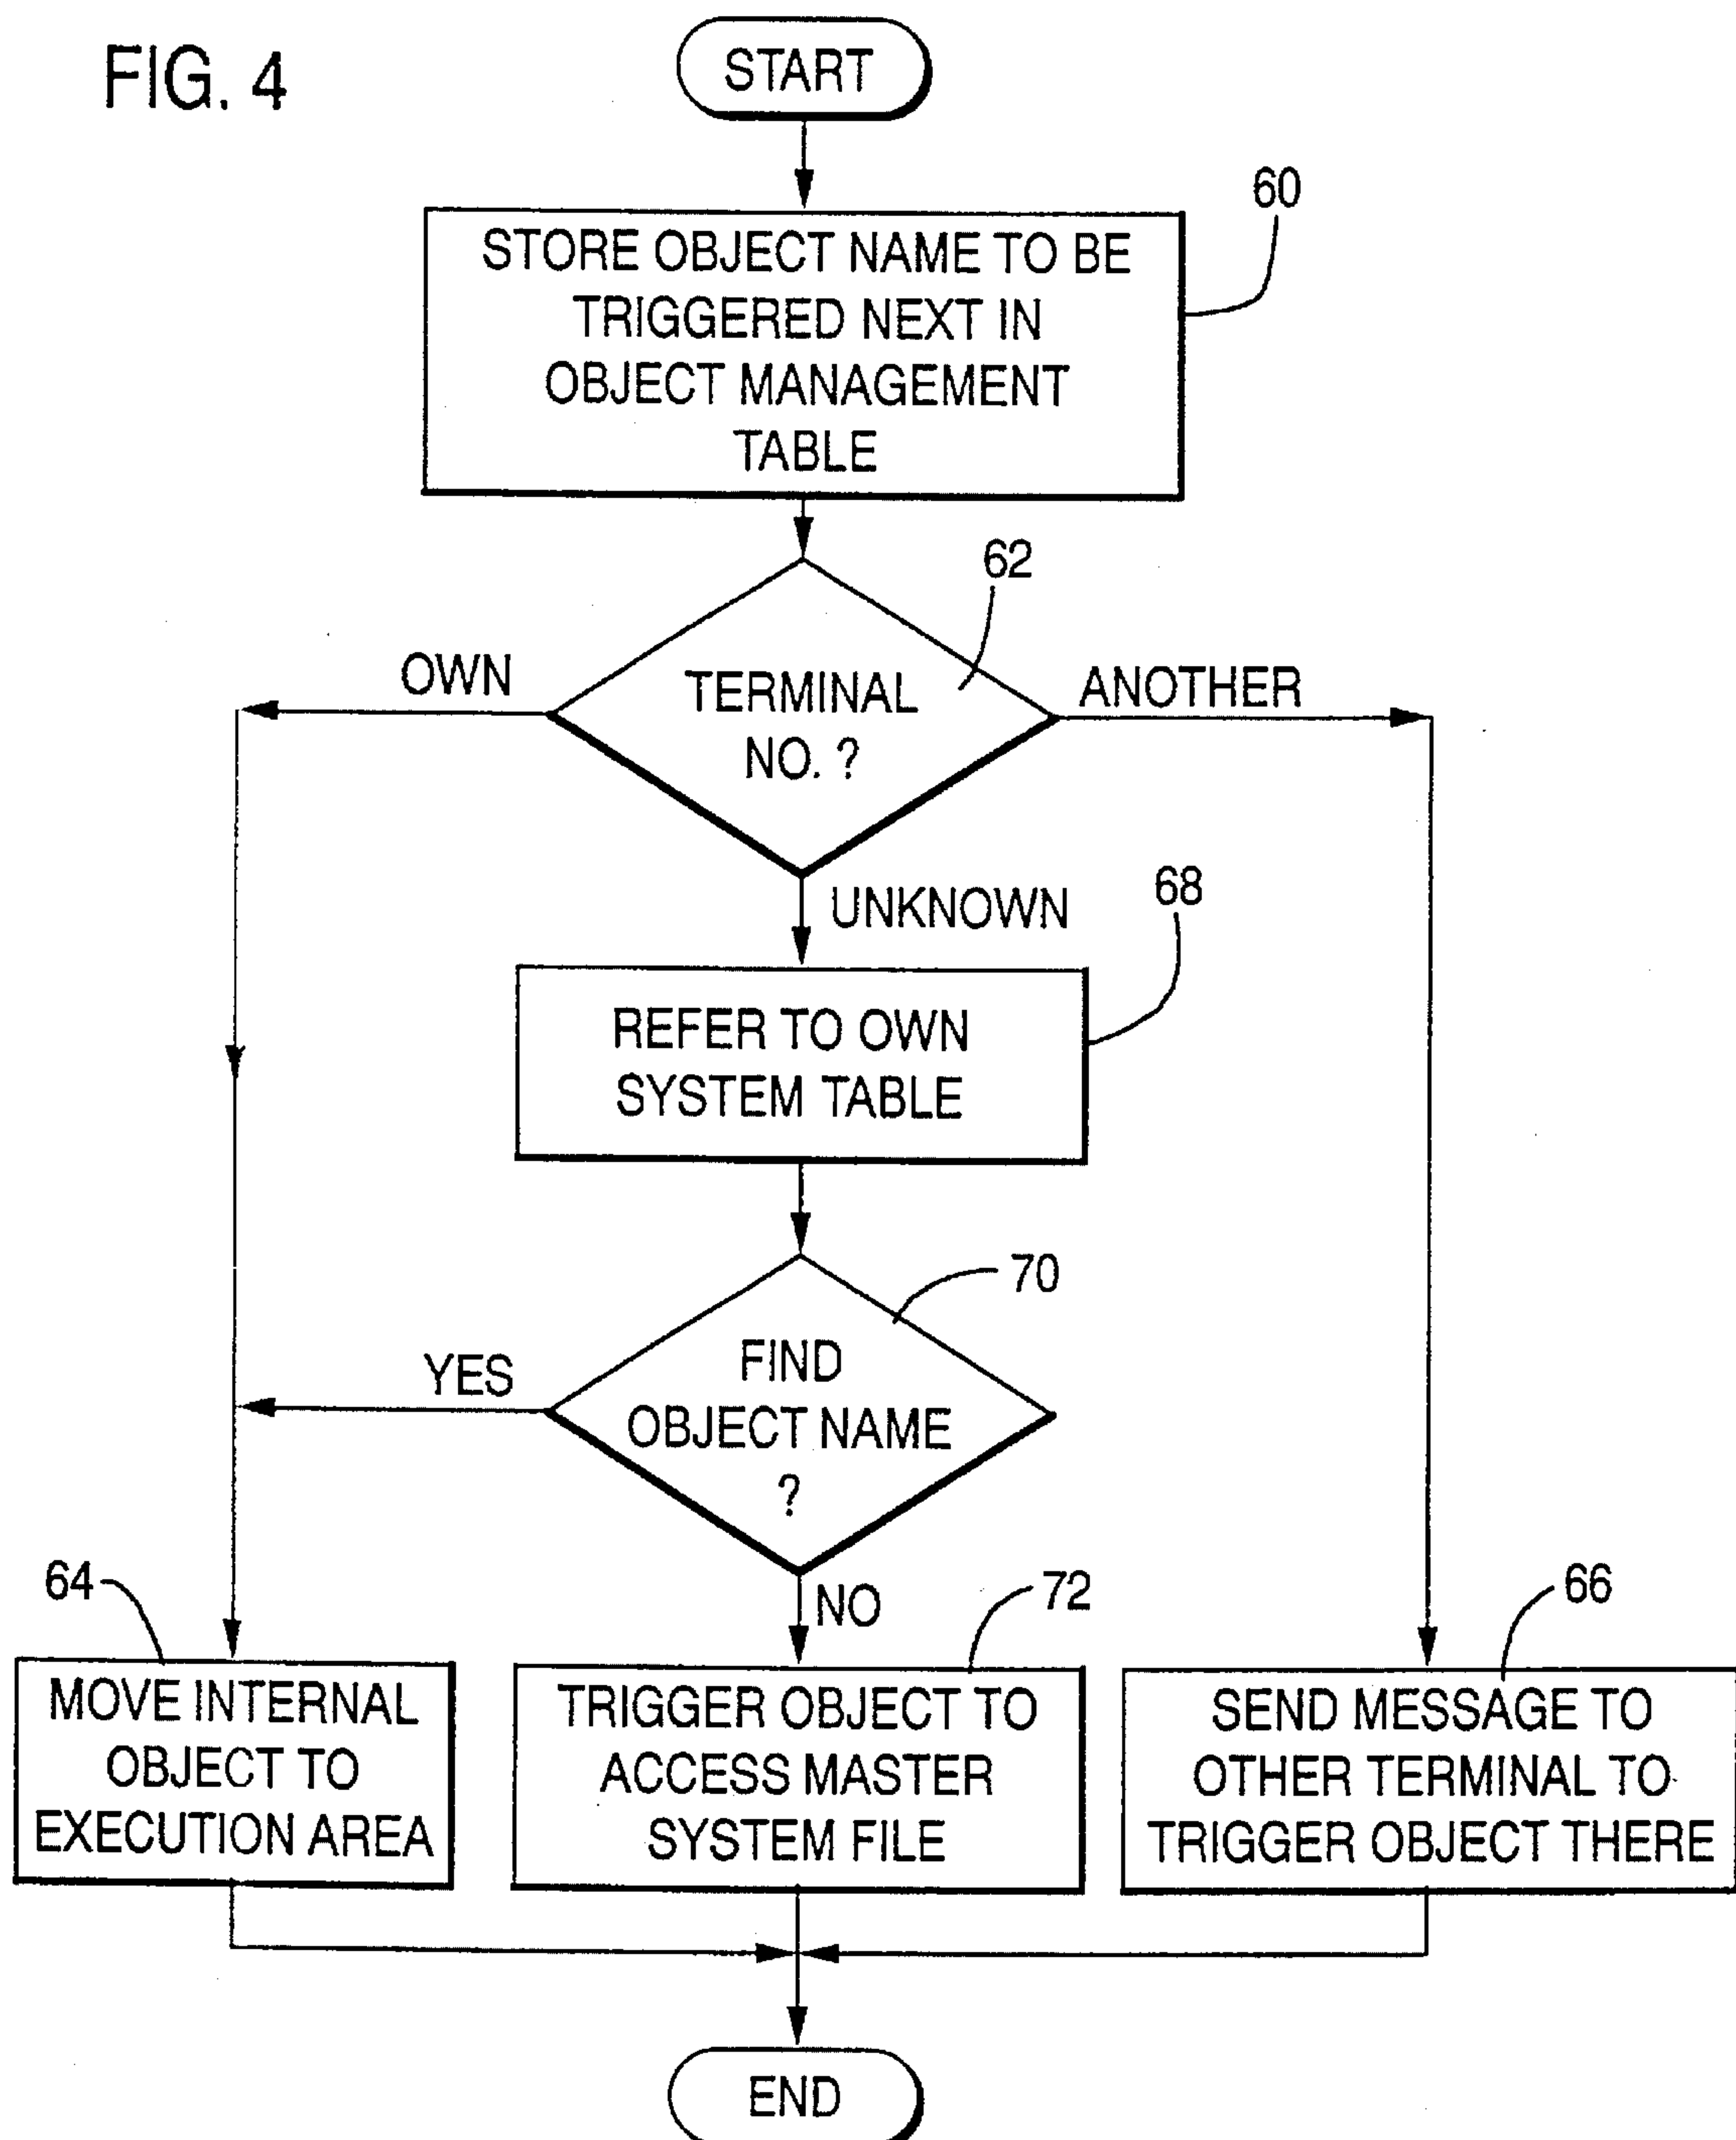 FIG. 4
START
60
STORE OBJECT NAME TO BE
TRIGGERED NEXT IN
OBJECT MANAGEMENT
TABLE
62
OWN
TERMINAL
NO. ?
ANOTHER
UNKNOWN
68
REFER TO OWN
SYSTEM TABLE
70
YES
FIND
OBJECT NAME
?
NO
64
MOVE INTERNAL
OBJECT TO
EXECUTION AREA
72
TRIGGER OBJECT TO
ACCESS MASTER
SYSTEM FILE
66
SEND MESSAGE TO
OTHER TERMINAL TO
TRIGGER OBJECT THERE
END